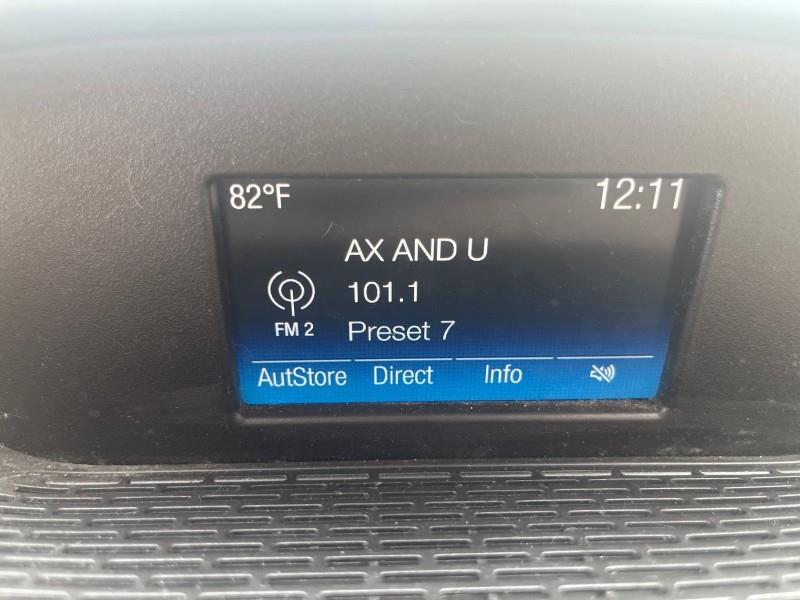 82°F 12:11
AX AND U
101.1
FM 2 Preset 7
AutStore Direct Info